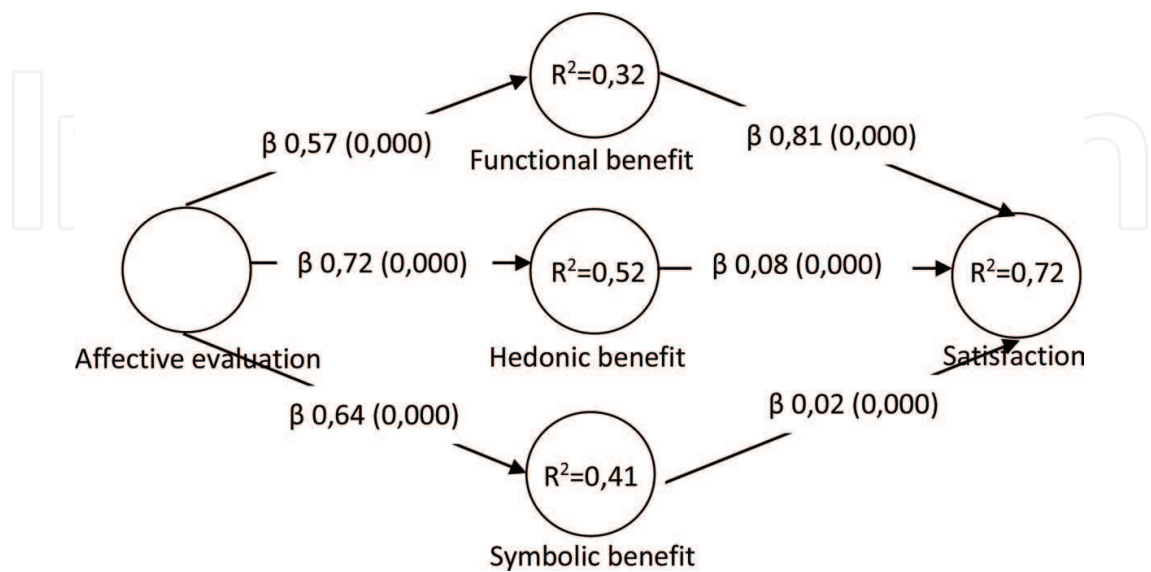 R²=0,32
β 0,57 (0,000)
β 0,81 (0,000)
Functional benefit
β 0,72 (0,000)
R²=0,52
β 0,08 (0,000)
R²=0,72
Affective evaluation
Hedonic benefit
Satisfaction
β 0,64 (0,000)
β 0,02 (0,000)
R²=0,41
Symbolic benefit